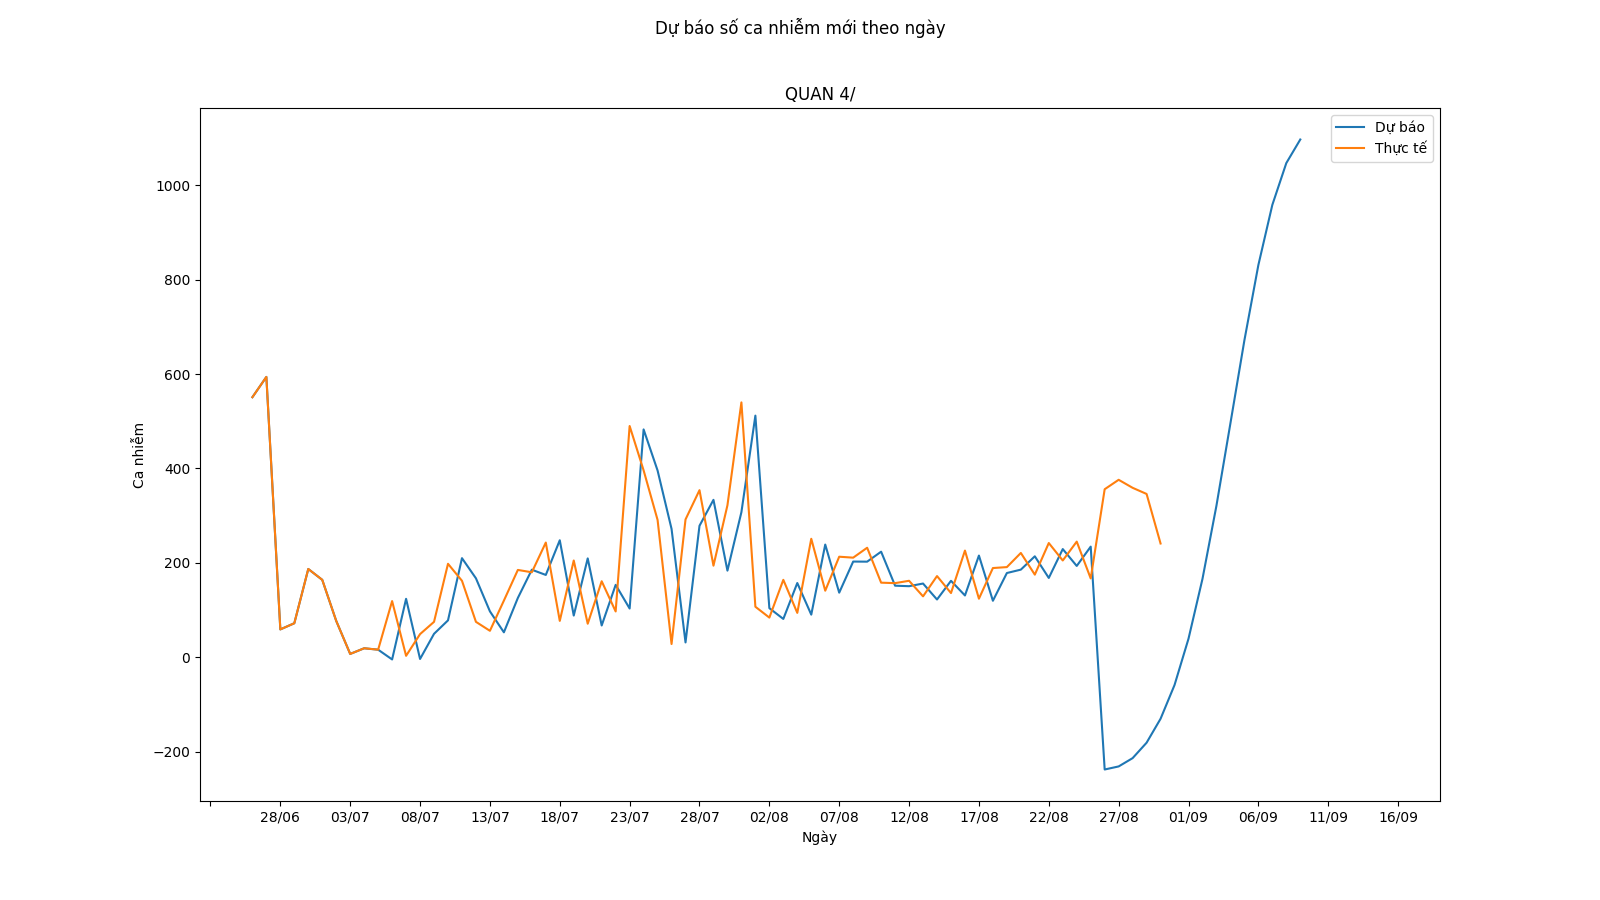 Dự báo số ca nhiễm mới theo ngày
QUAN 4/
Dự báo
Thực tế
1000
800
600
400
200
0
−200
Ca nhiễm
28/06 03/07 08/07 13/07 18/07 23/07 28/07 02/08 07/08 12/08 17/08 22/08 27/08 01/09 06/09 11/09 16/09
Ngày